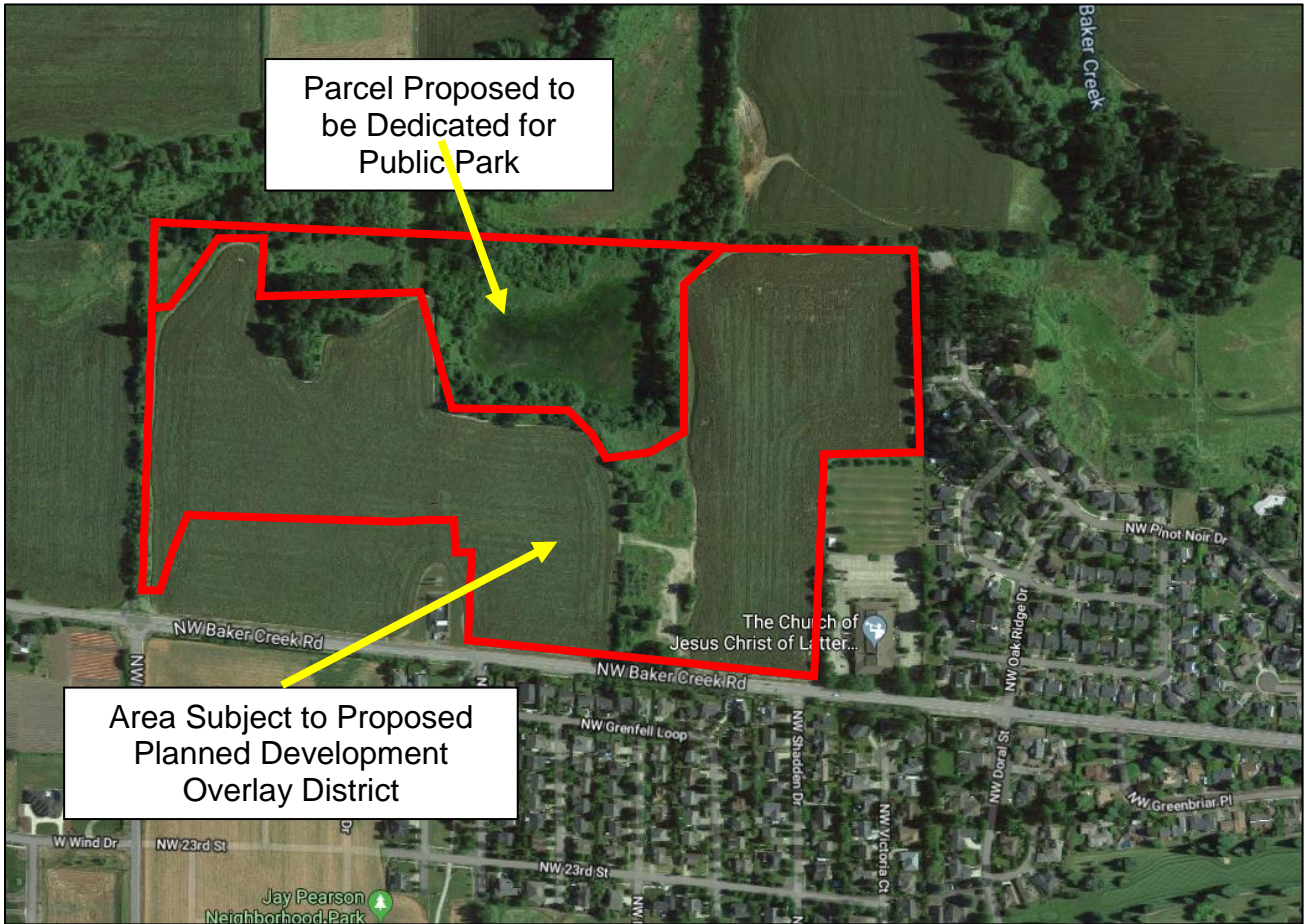 Baker Creek
Parcel Proposed to
be Dedicated for
Public Park
NW Pinot Noir Dr
The Church of
Jesus Christ of Latter...
NW Oak Ridge Dr
NW Baker Creek Rd
NW Baker Creek Rd
NW
N
Area Subject to Proposed
Planned Development
Overlay District
NW Grenfell Loop
NW Shadden Dr
NW Doral St
NW Victoria Ct
NW Greenbriar Pl
W Wind Dr
NW 23rd St
Dr
NW 23rd St
Jay Pearson
Neighborhood Park
NW
N